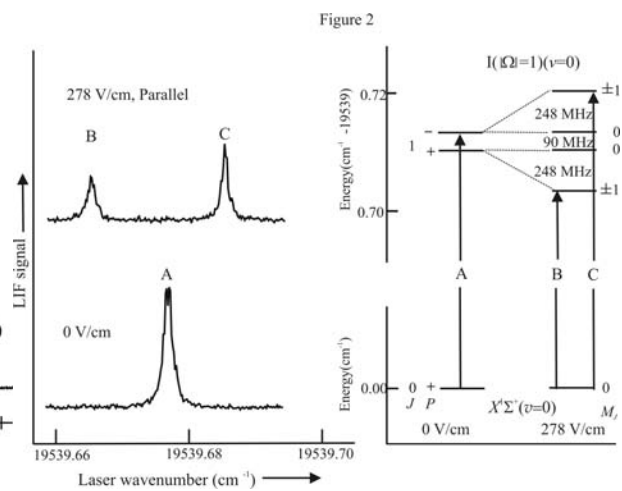 Figure 2
278 V/cm, Parallel
B
C
A
0 V/cm
LIF signal
19539.66
19539.68
19539.70
Laser wavenumber (cm⁻¹)
I(|Ω|=1)(v=0)
0.72
0.70
0.00
Energy(cm⁻¹ -19539)
Energy(cm⁻¹)
1
−
+
248 MHz
90 MHz
248 MHz
±1
0
0
±1
A
B
C
0
+
J
P
X¹Σ⁺(v=0)
0
M_J
0 V/cm
278 V/cm